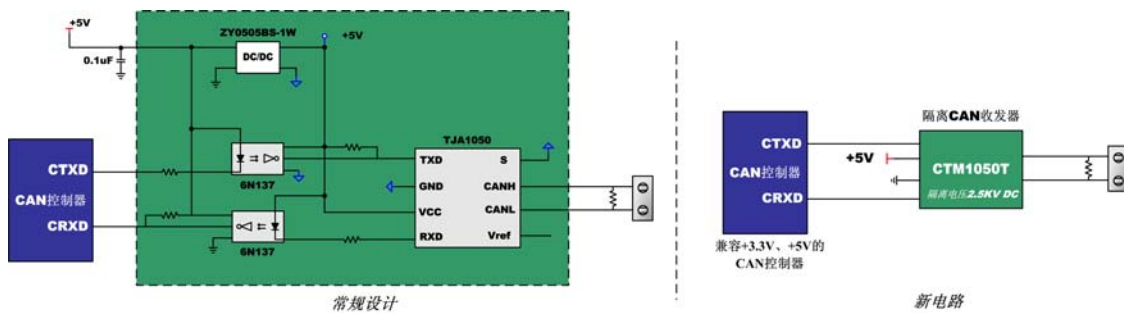 +5V
0.1uF
ZY0505BS-1W
DC/DC
+5V
CTXD
CAN控制器
CRXD
6N137
6N137
TJA1050
TXD
S
GND
CANH
VCC
CANL
RXD
Vref
常规设计
CTXD
CAN控制器
CRXD
兼容+3.3V、+5V的
CAN控制器
+5V
隔离CAN收发器
CTM1050T
隔离电压2.5KV DC
新电路